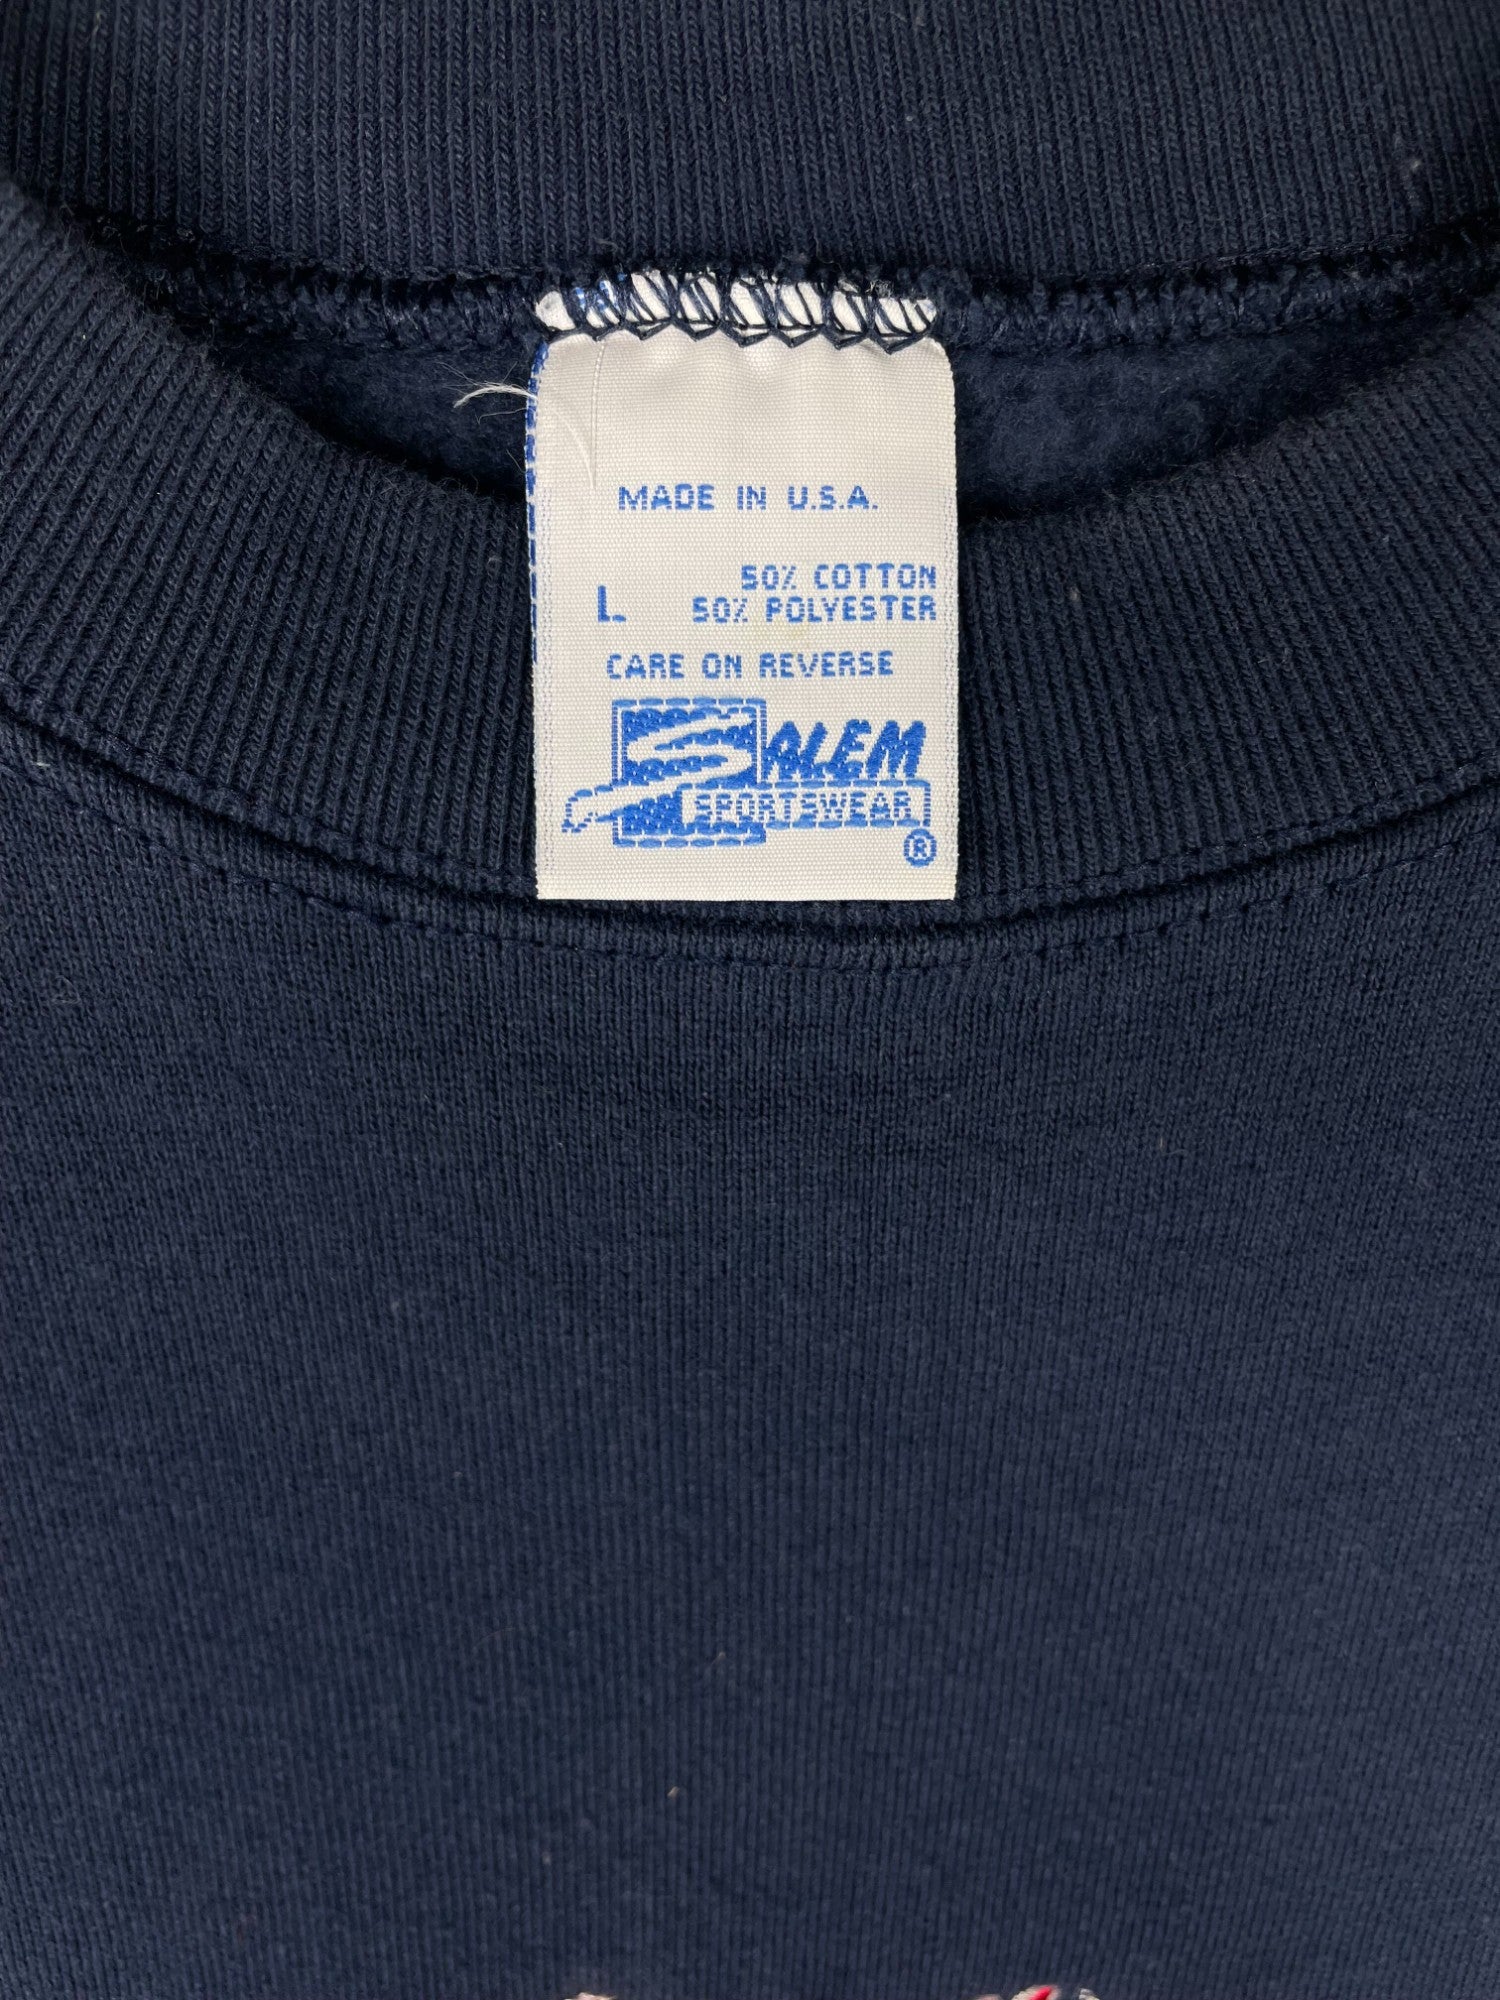 MADE IN U.S.A.
50% COTTON
L 50% POLYESTER
CARE ON REVERSE
SALEM
SPORTSWEAR
®